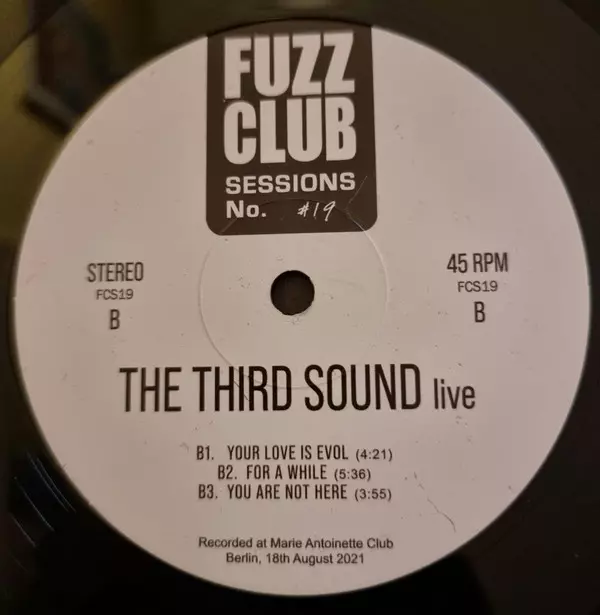 FUZZ
CLUB
SESSIONS
No. #19
STEREO
FCS19
B
45 RPM
FCS19
B
THE THIRD SOUND live
B1. YOUR LOVE IS EVOL (4:21)
B2. FOR A WHILE (5:36)
B3. YOU ARE NOT HERE (3:55)
Recorded at Marie Antoinette Club
Berlin, 18th August 2021